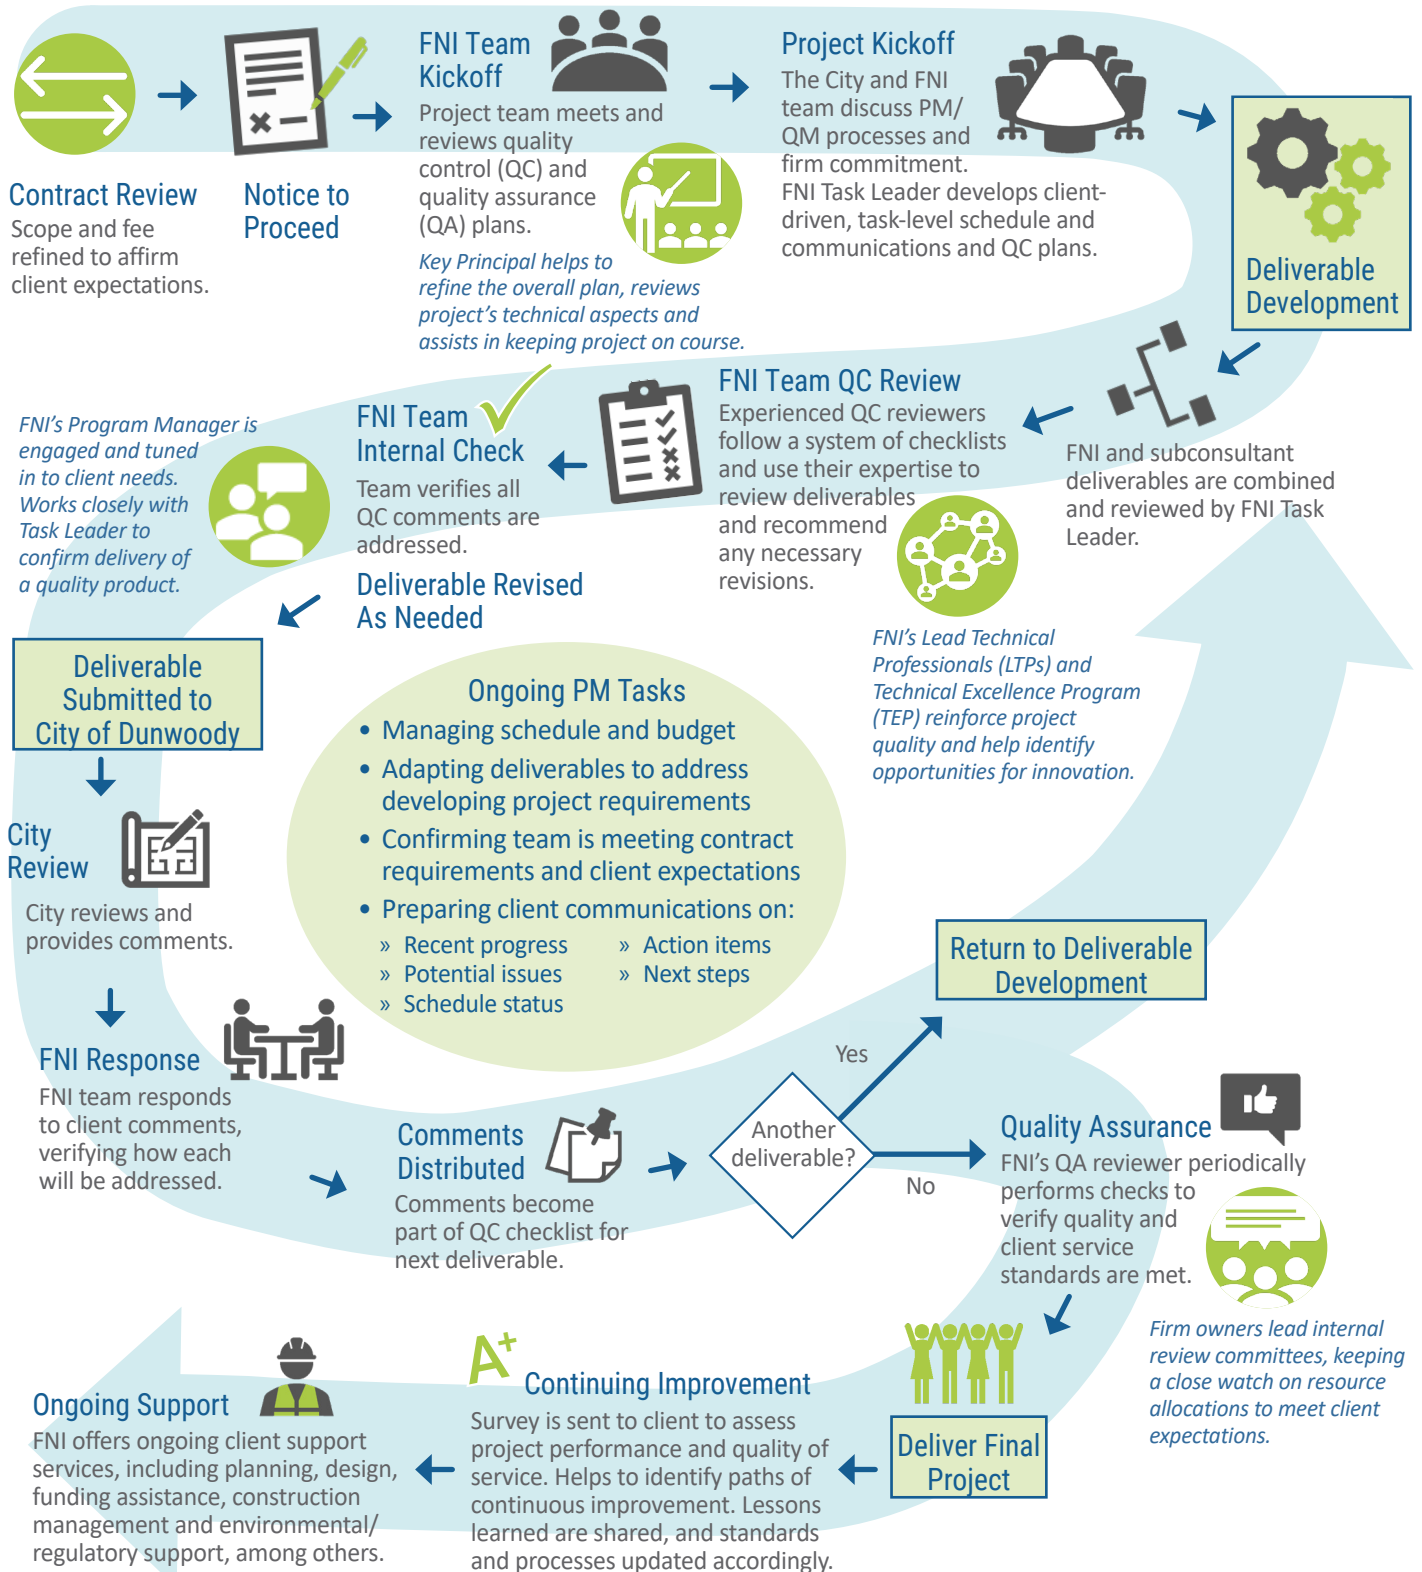 Contract Review
Scope and fee
refined to affirm
client expectations.
Notice to
Proceed
FNI Team
Kickoff
Project team meets and
reviews quality
control (QC) and
quality assurance
(QA) plans.
Key Principal helps to
refine the overall plan, reviews
project's technical aspects and
assists in keeping project on course.
Project Kickoff
The City and FNI
team discuss PM/
QM processes and
firm commitment.
FNI Task Leader develops client-
driven, task-level schedule and
communications and QC plans.
Deliverable
Development
FNI and subconsultant
deliverables are combined
and reviewed by FNI Task
Leader.
FNI Team QC Review
Experienced QC reviewers
follow a system of checklists
and use their expertise to
review deliverables
and recommend
any necessary
revisions.
FNI's Lead Technical
Professionals (LTPs) and
Technical Excellence Program
(TEP) reinforce project
quality and help identify
opportunities for innovation.
FNI Team
Internal Check
Team verifies all
QC comments are
addressed.
Deliverable Revised
As Needed
FNI's Program Manager is
engaged and tuned
in to client needs.
Works closely with
Task Leader to
confirm delivery of
a quality product.
Deliverable
Submitted to
City of Dunwoody
City
Review
City reviews and
provides comments.
Ongoing PM Tasks
• Managing schedule and budget
• Adapting deliverables to address
developing project requirements
• Confirming team is meeting contract
requirements and client expectations
• Preparing client communications on:
» Recent progress
» Potential issues
» Schedule status
» Action items
» Next steps
FNI Response
FNI team responds
to client comments,
verifying how each
will be addressed.
Comments
Distributed
Comments become
part of QC checklist for
next deliverable.
Another
deliverable?
Yes
Return to Deliverable
Development
No
Quality Assurance
FNI's QA reviewer periodically
performs checks to
verify quality and
client service
standards are met.
Firm owners lead internal
review committees, keeping
a close watch on resource
allocations to meet client
expectations.
Deliver Final
Project
A+
Continuing Improvement
Survey is sent to client to assess
project performance and quality of
service. Helps to identify paths of
continuous improvement. Lessons
learned are shared, and standards
and processes updated accordingly.
Ongoing Support
FNI offers ongoing client support
services, including planning, design,
funding assistance, construction
management and environmental/
regulatory support, among others.